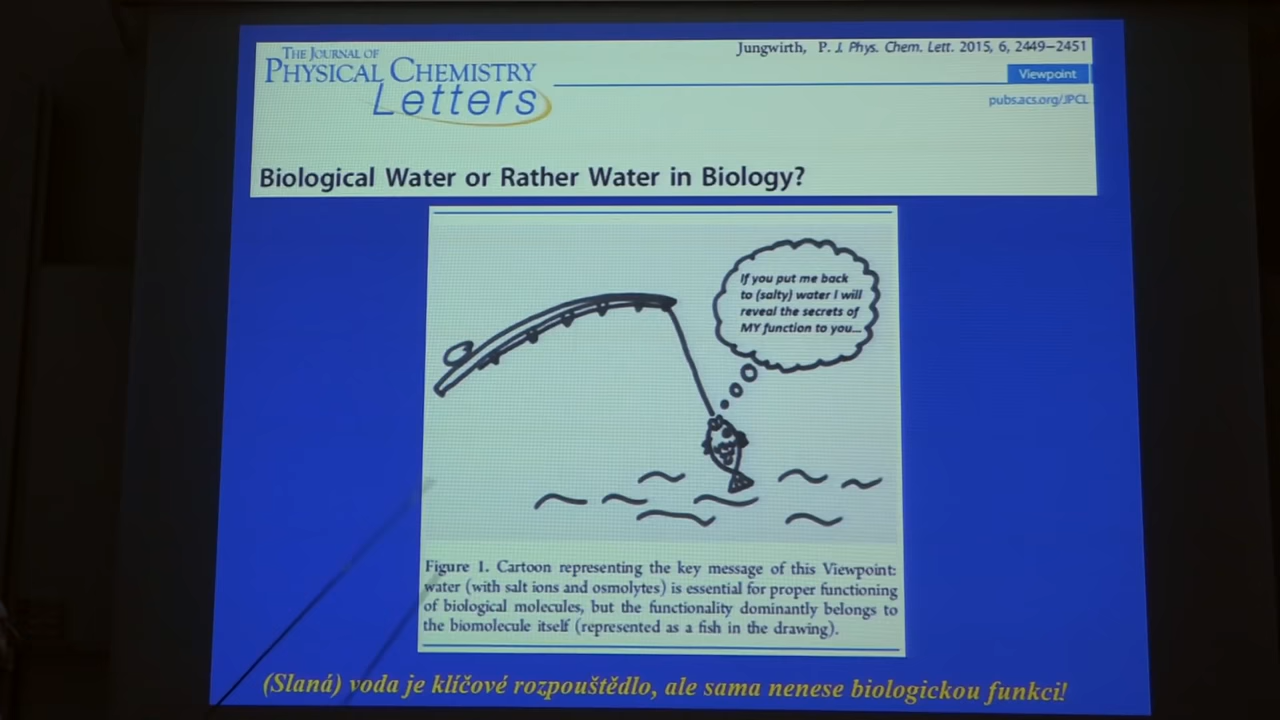 THE JOURNAL OF
PHYSICAL CHEMISTRY
Letters
Jungwirth, P. J. Phys. Chem. Lett. 2015, 6, 2449–2451
Viewpoint
pubs.acs.org/JPCL
Biological Water or Rather Water in Biology?
If you put me back
to (salty) water I will
reveal the secrets of
MY function to you...
Figure 1. Cartoon representing the key message of this Viewpoint:
water (with salt ions and osmolytes) is essential for proper functioning
of biological molecules, but the functionality dominantly belongs to
the biomolecule itself (represented as a fish in the drawing).
(Slaná) voda je klíčové rozpouštědlo, ale sama nenese biologickou funkci!